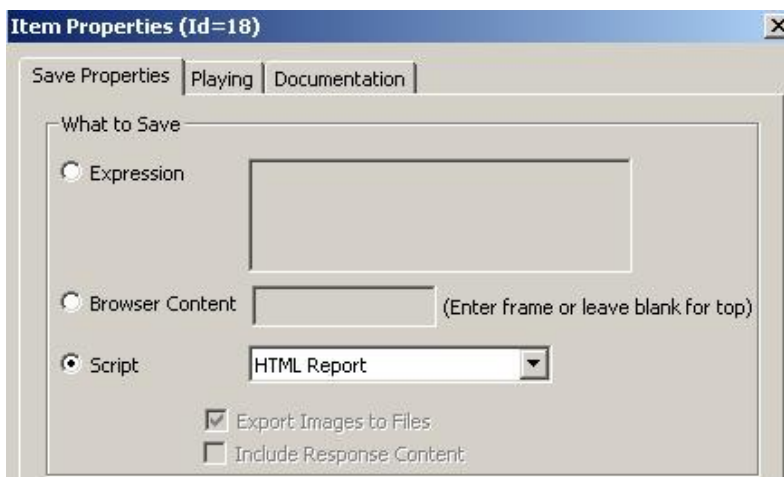 Item Properties (Id=18)
Save Properties Playing Documentation
What to Save
Expression
Browser Content (Enter frame or leave blank for top)
Script HTML Report
Export Images to Files
Include Response Content